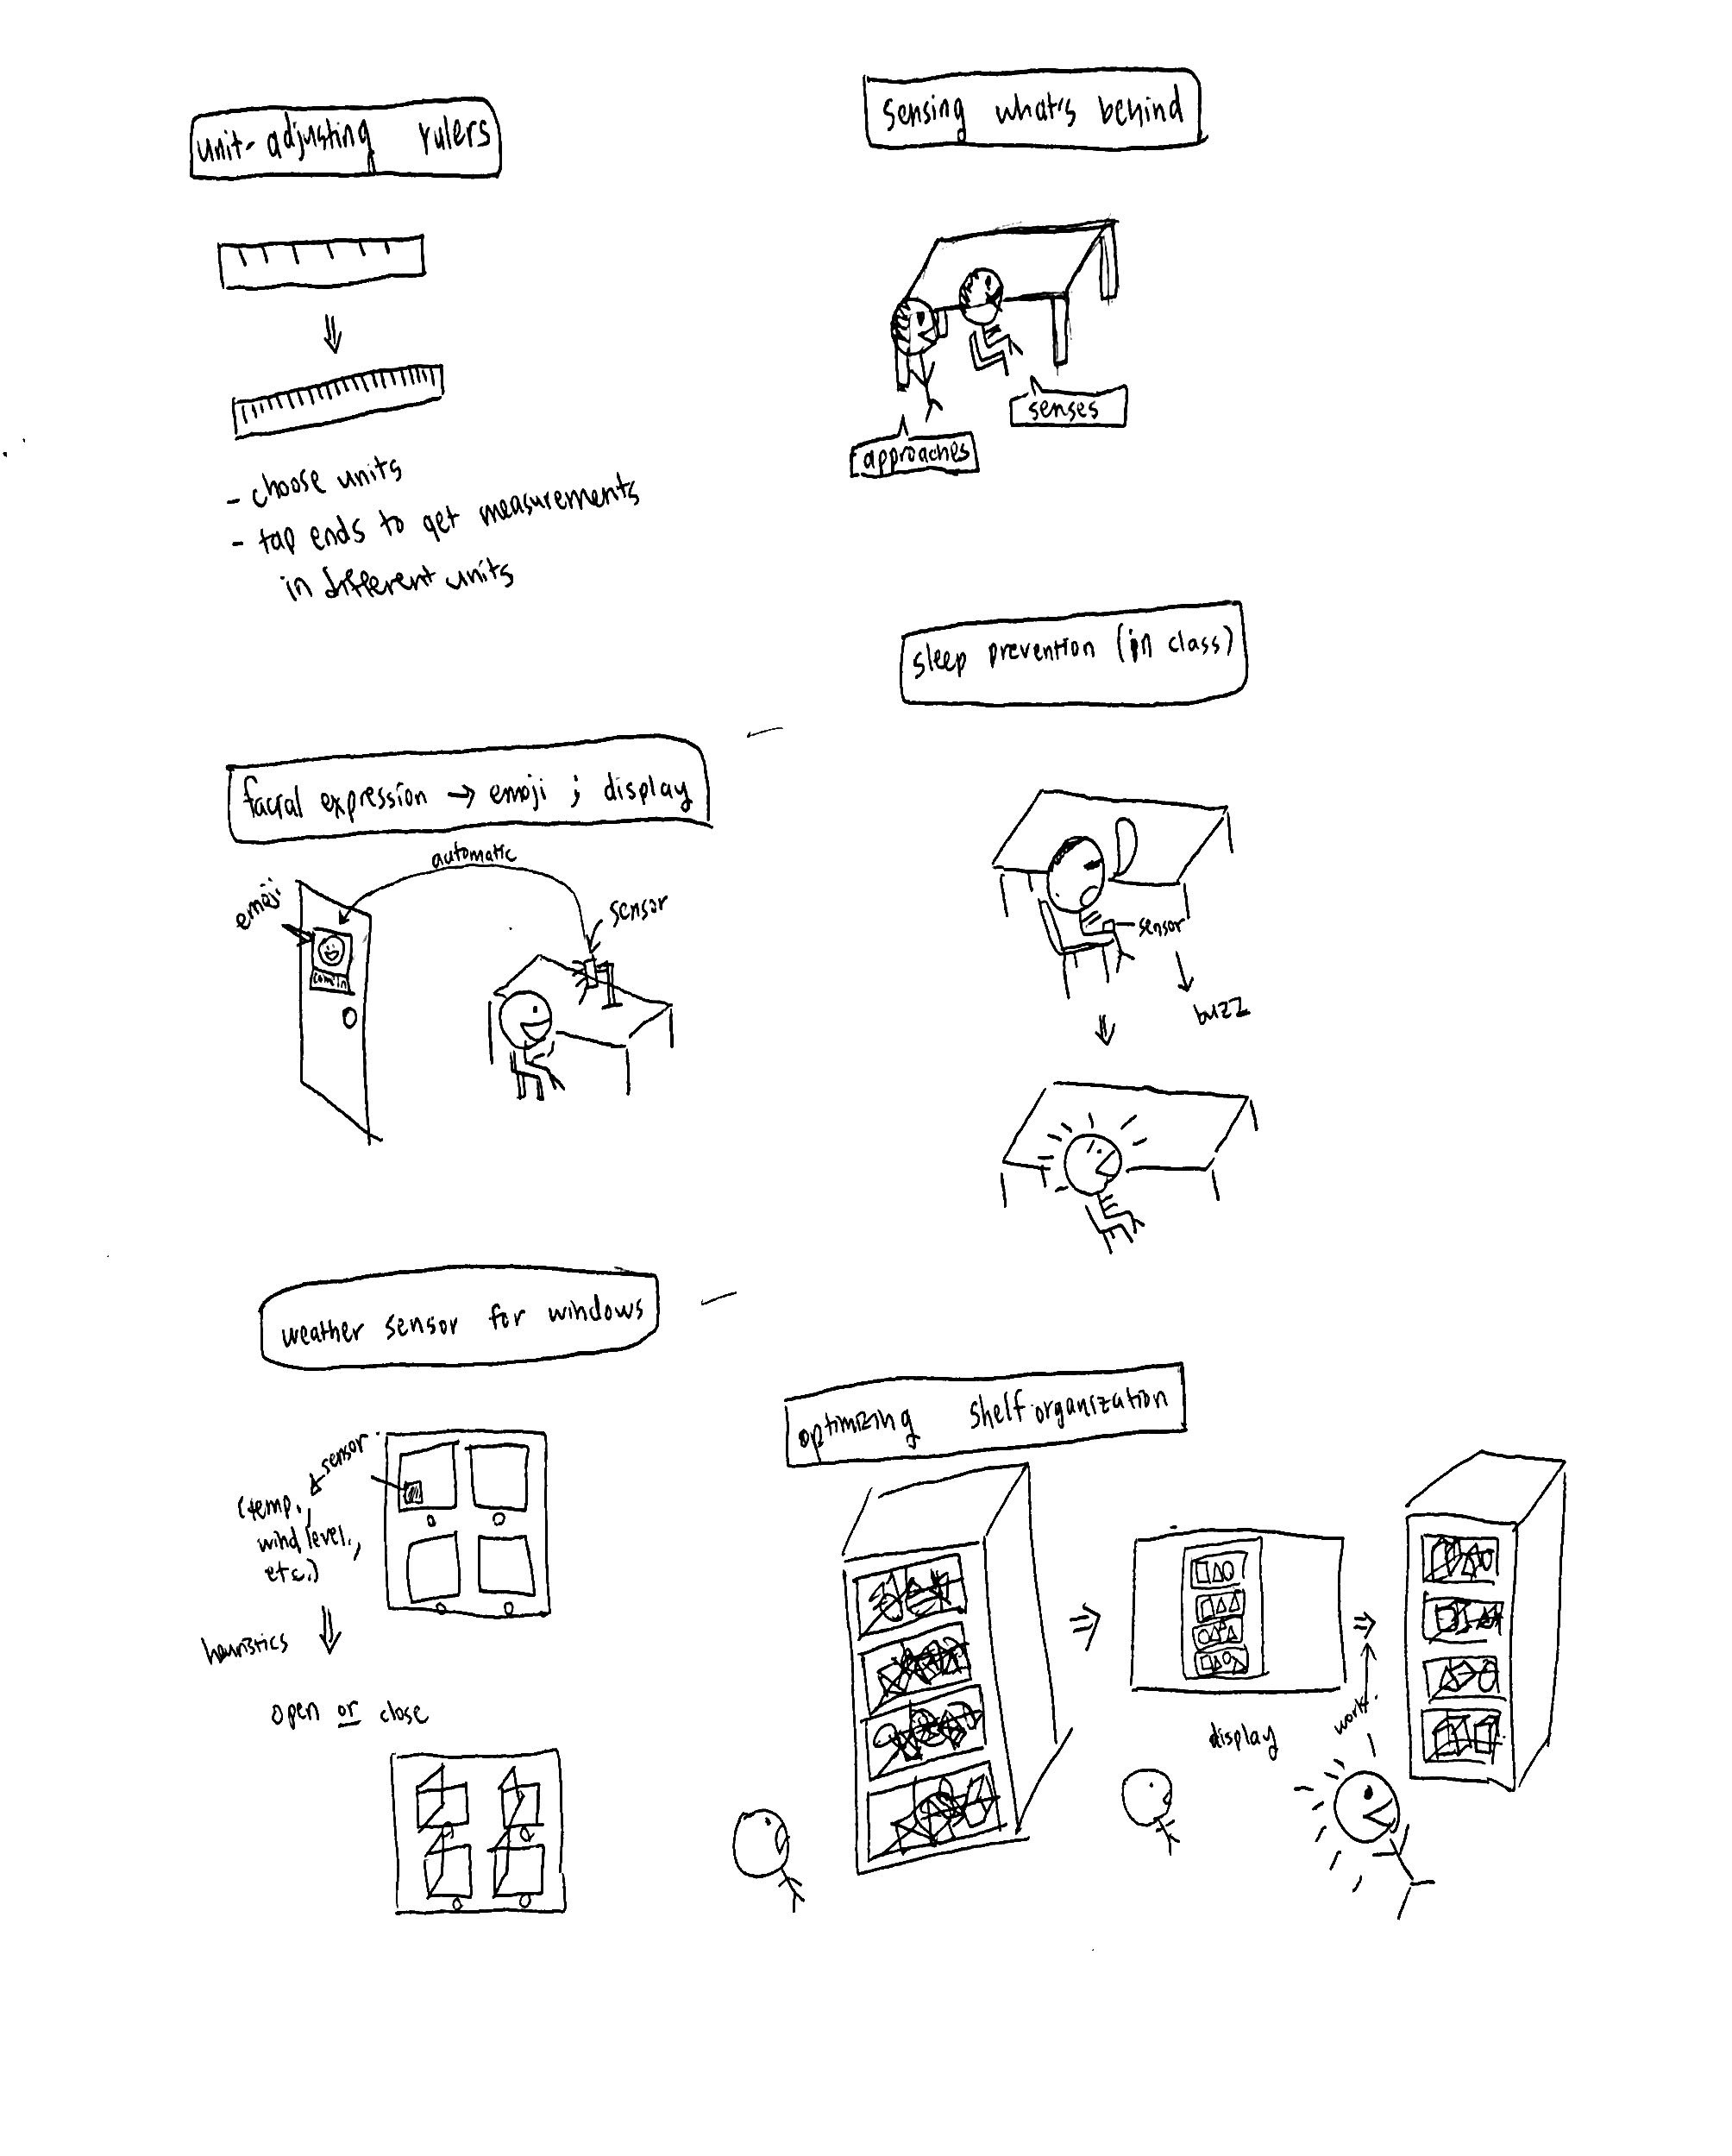 unit-adjusting rulers
- choose units
- tap ends to get measurements
in different units
sensing what's behind
approaches
senses
facial expression → emoji ; display
automatic
emoji
sensor
come in
sleep prevention (in class)
sensor
buzz
weather sensor for windows
sensor
(temp.,
wind level.,
etc.)
heuristics
open or close
optimizing shelf organization
display
work